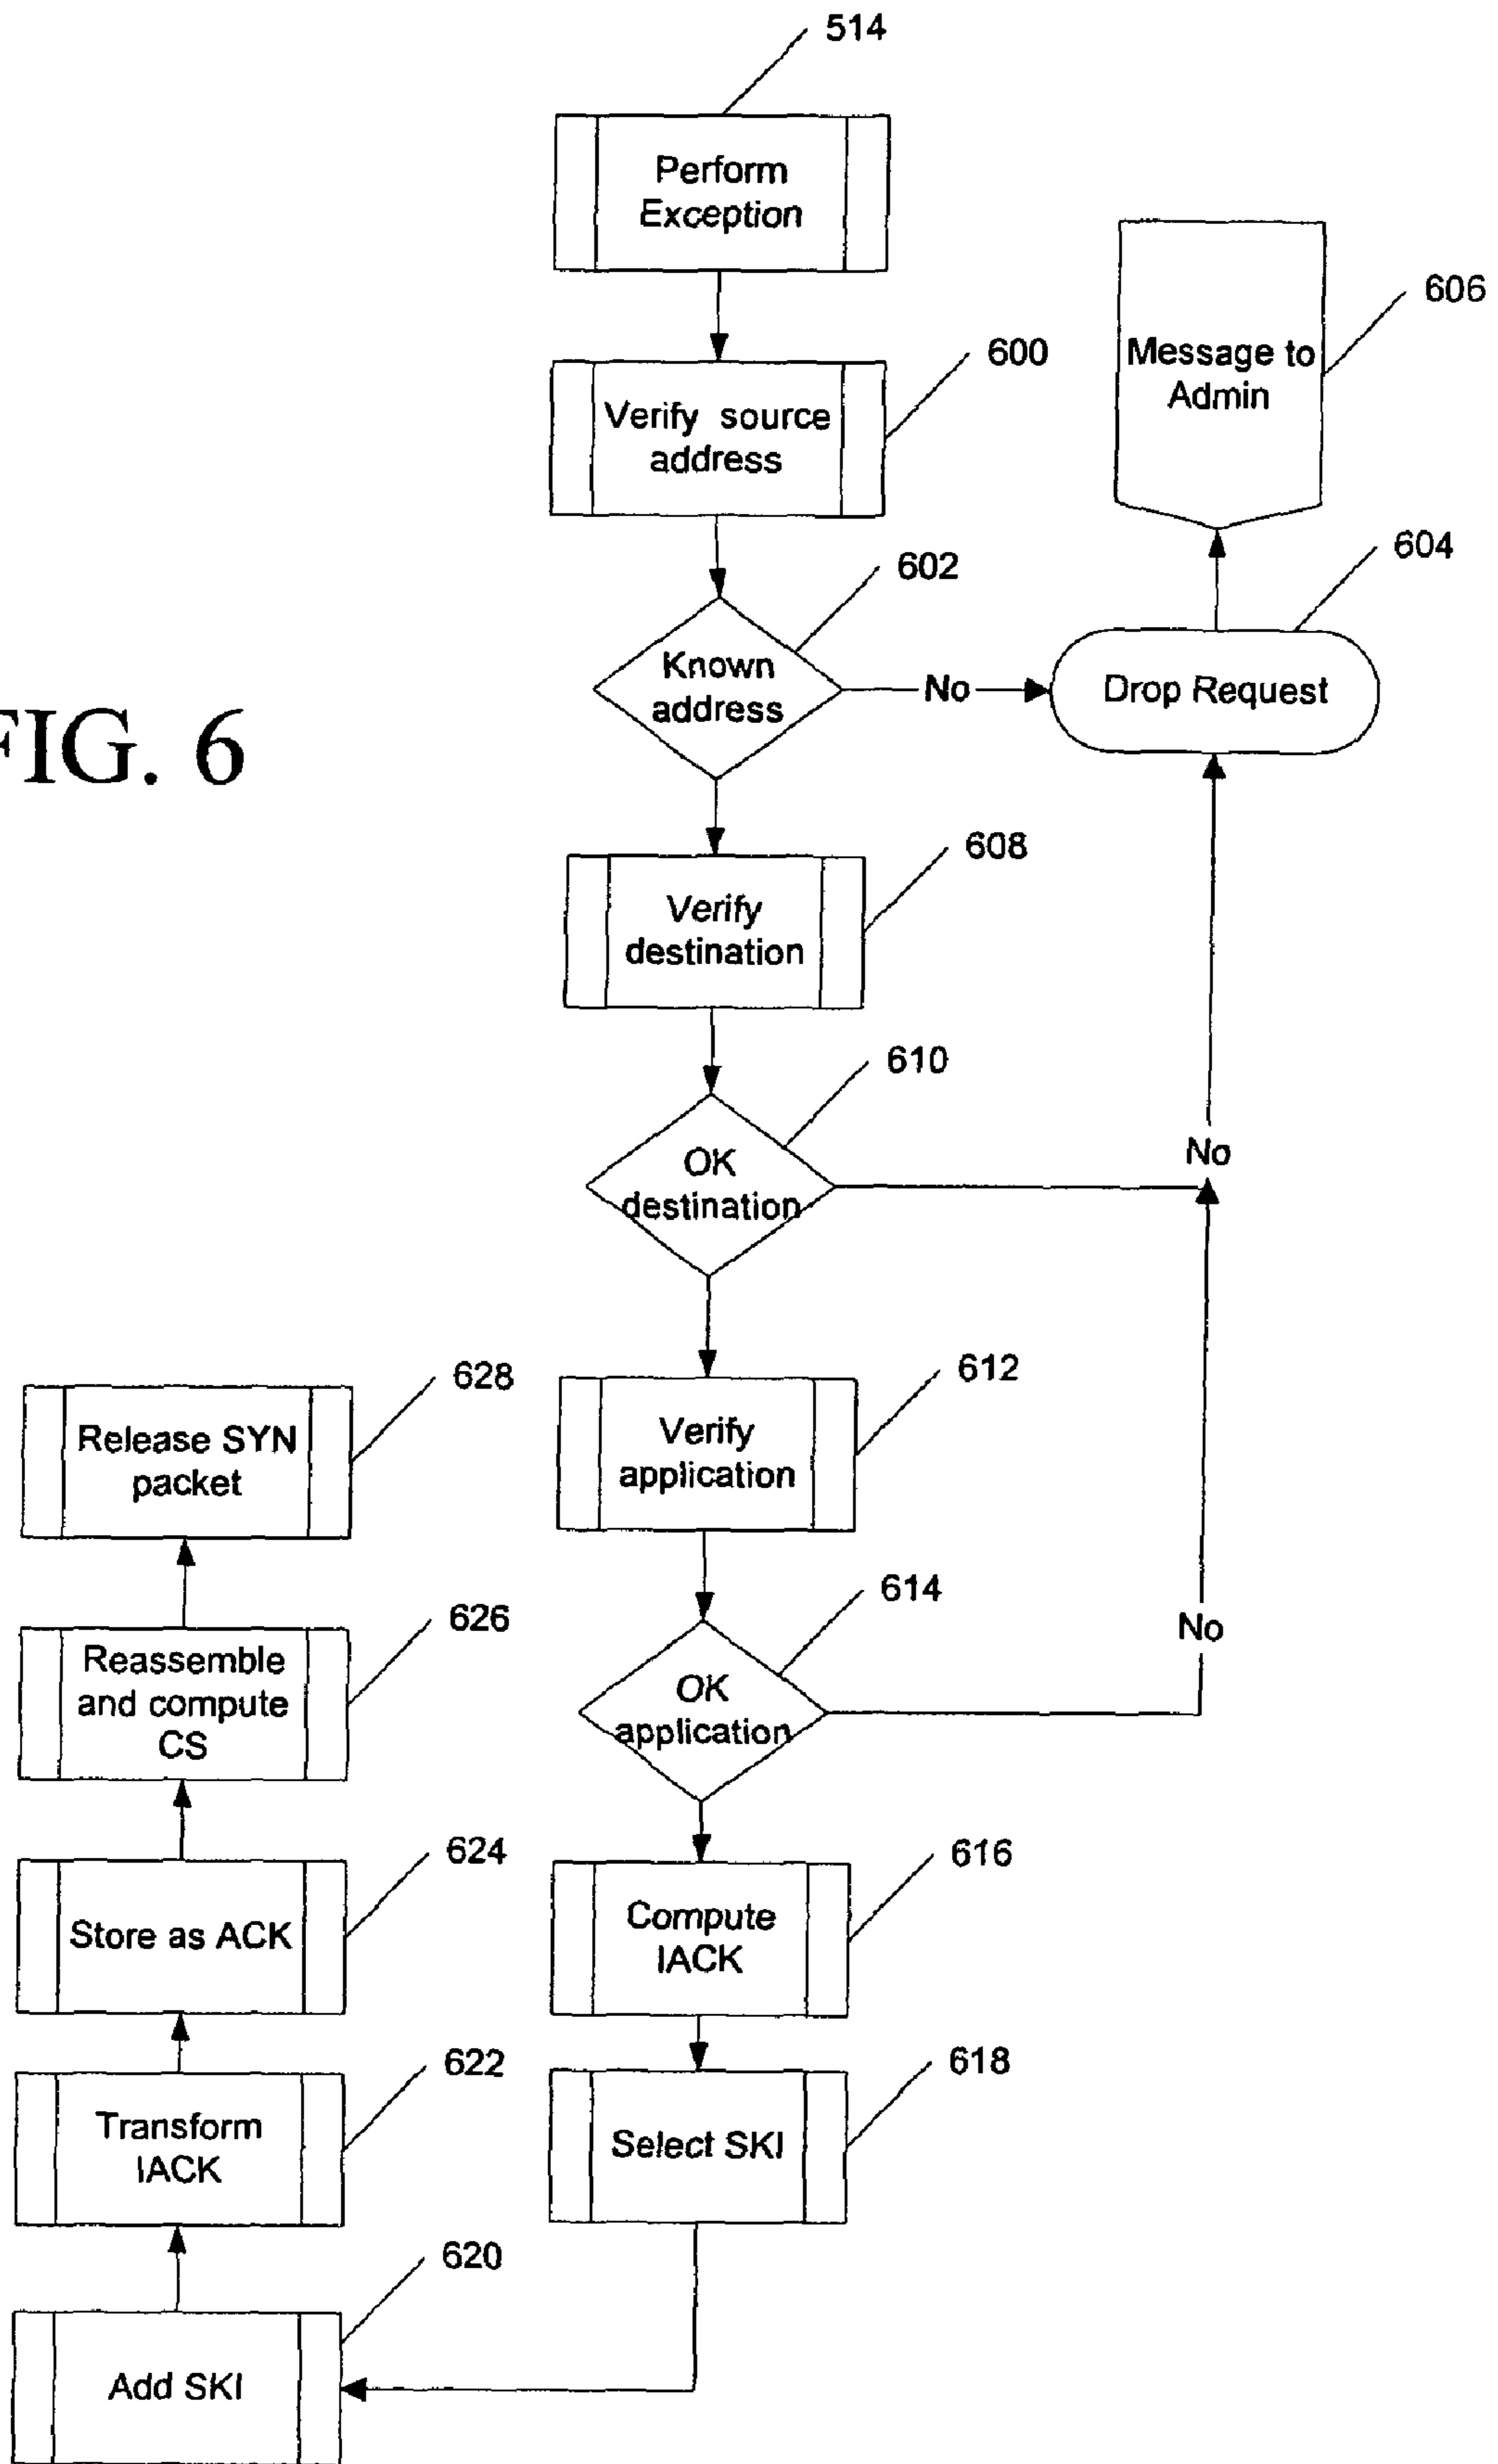 514
Perform
Exception
606
Message to
Admin
600
Verify source
address
604
602
Known
address
No
Drop Request
FIG. 6
608
Verify
destination
610
No
OK
destination
612
628
Verify
application
Release SYN
packet
614
626
No
OK
application
Reassemble
and compute
CS
624
616
Store as ACK
Compute
IACK
622
618
Transform
IACK
Select SKI
620
Add SKI